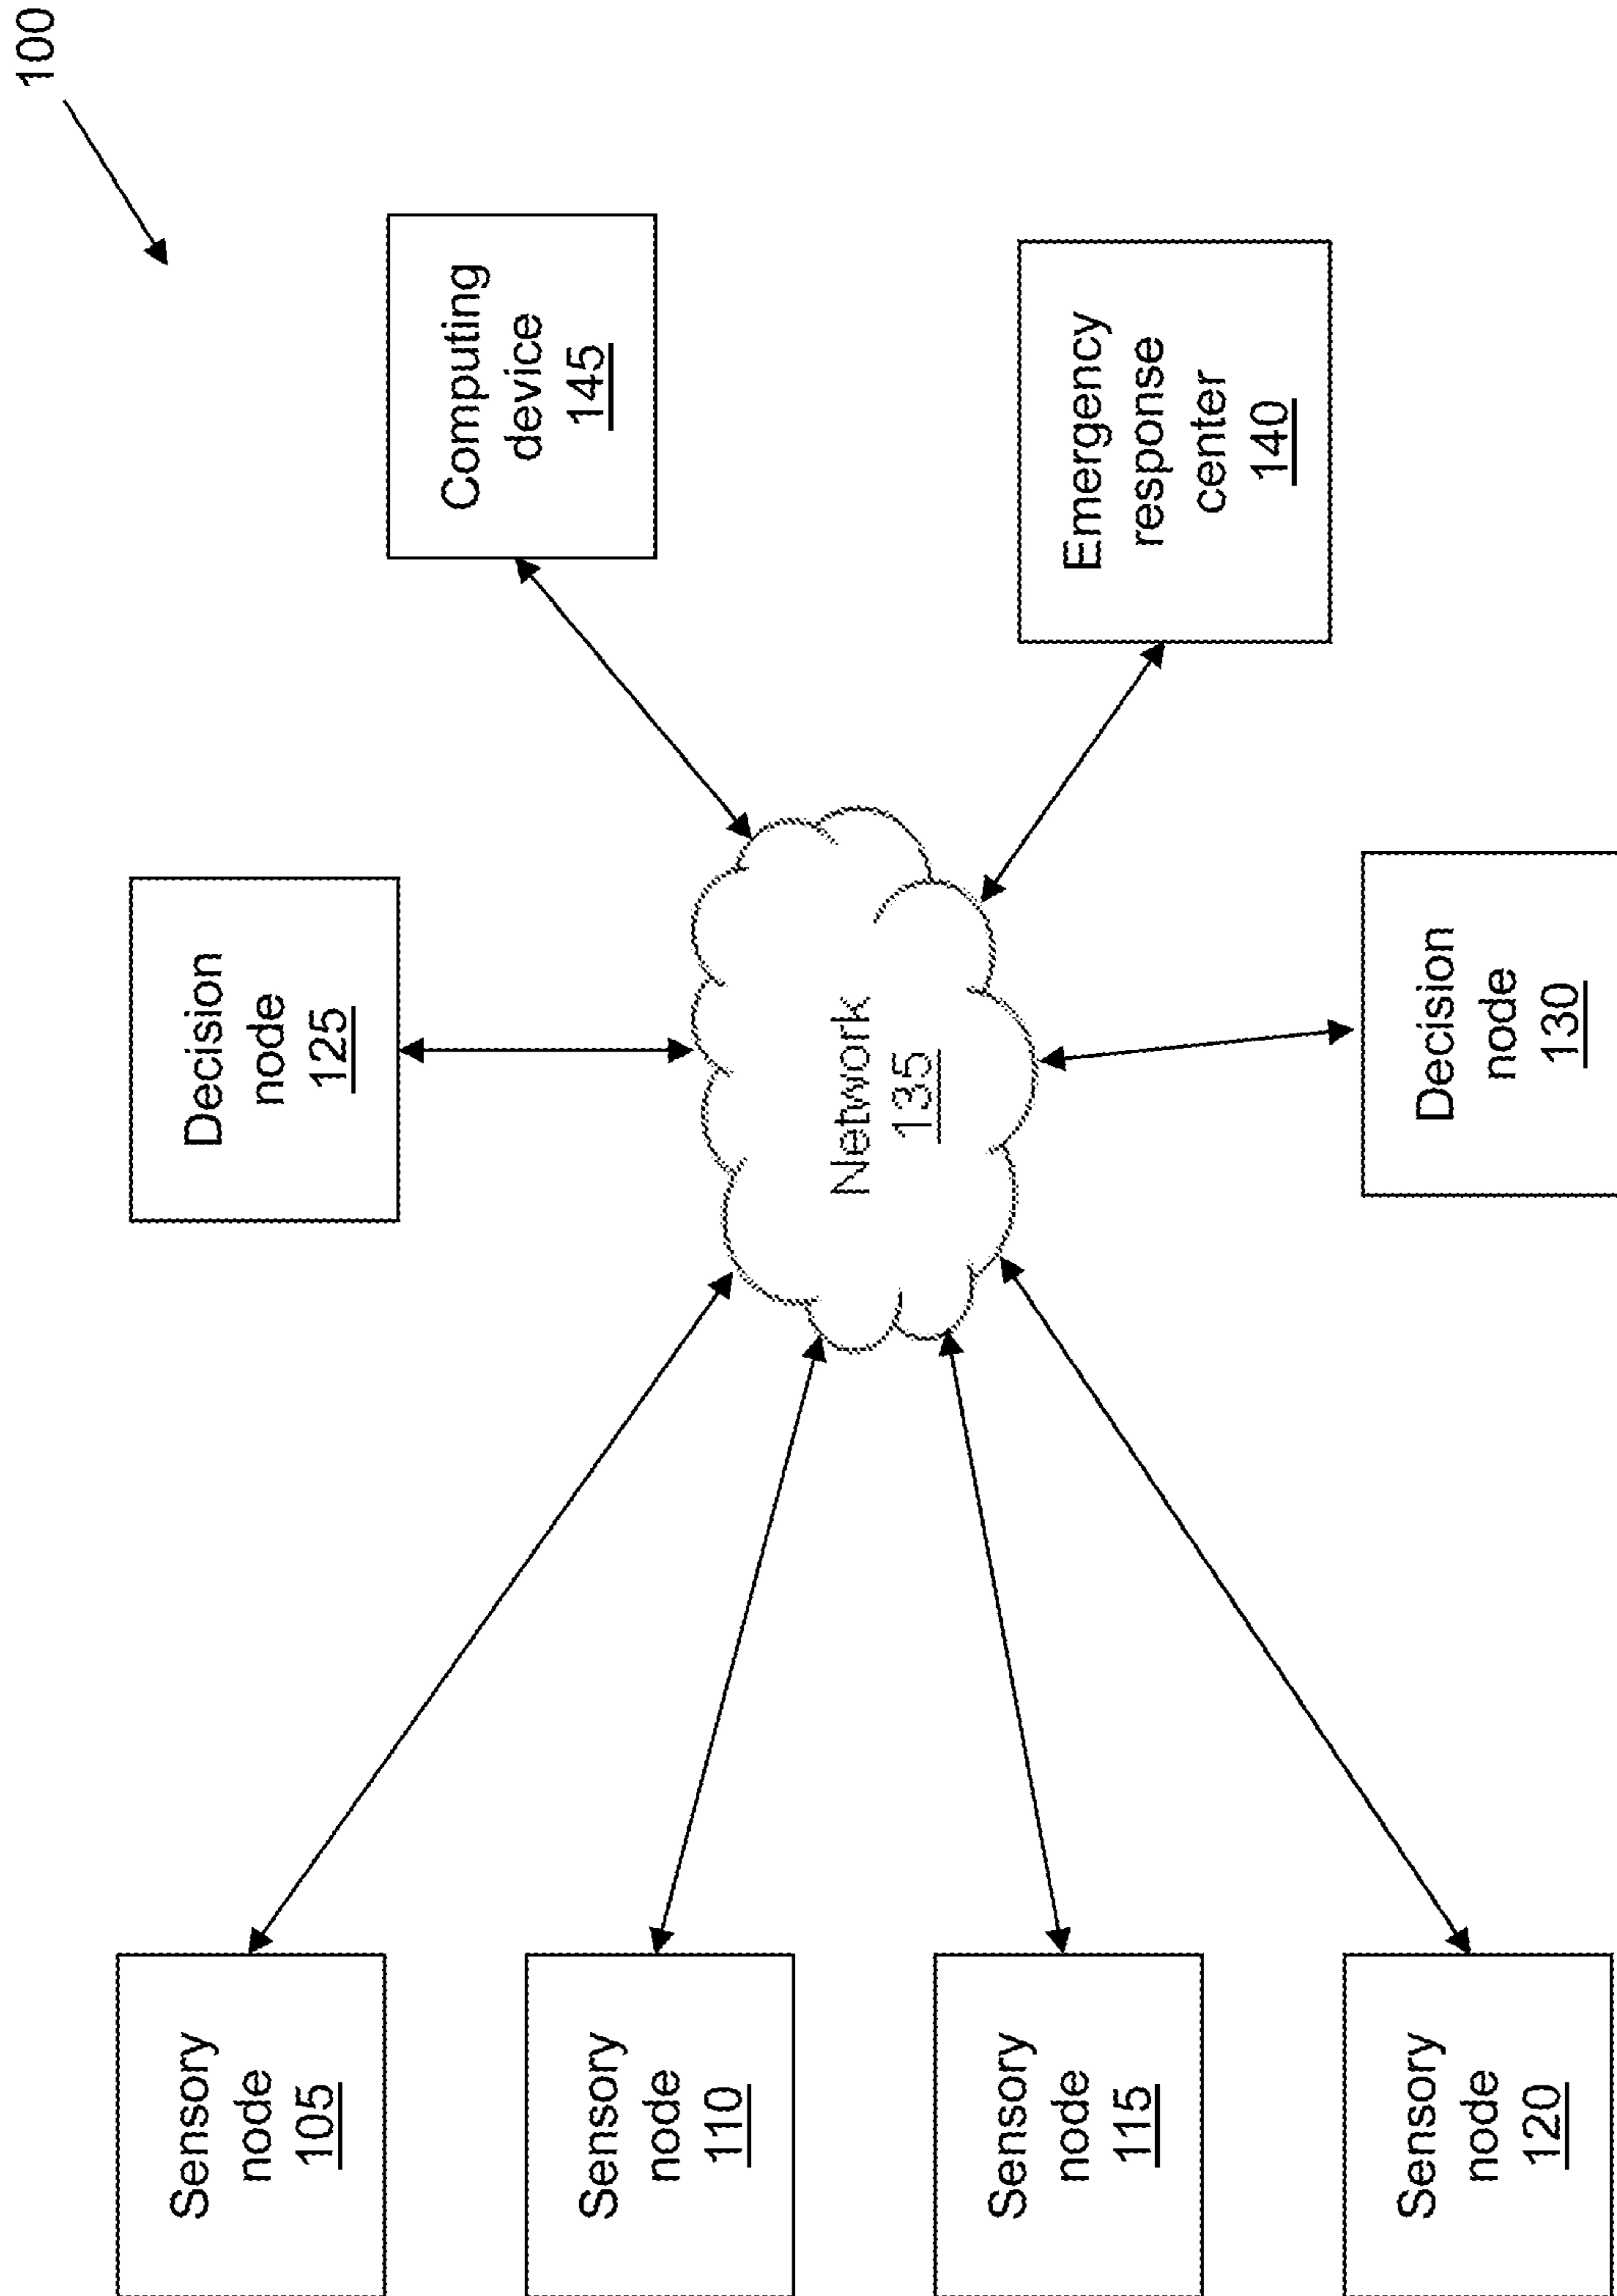 100
Decision
node
125
Computing
device
145
Sensory
node
105
Sensory
node
110
Network
135
Sensory
node
115
Emergency
response
center
140
Sensory
node
120
Decision
node
130